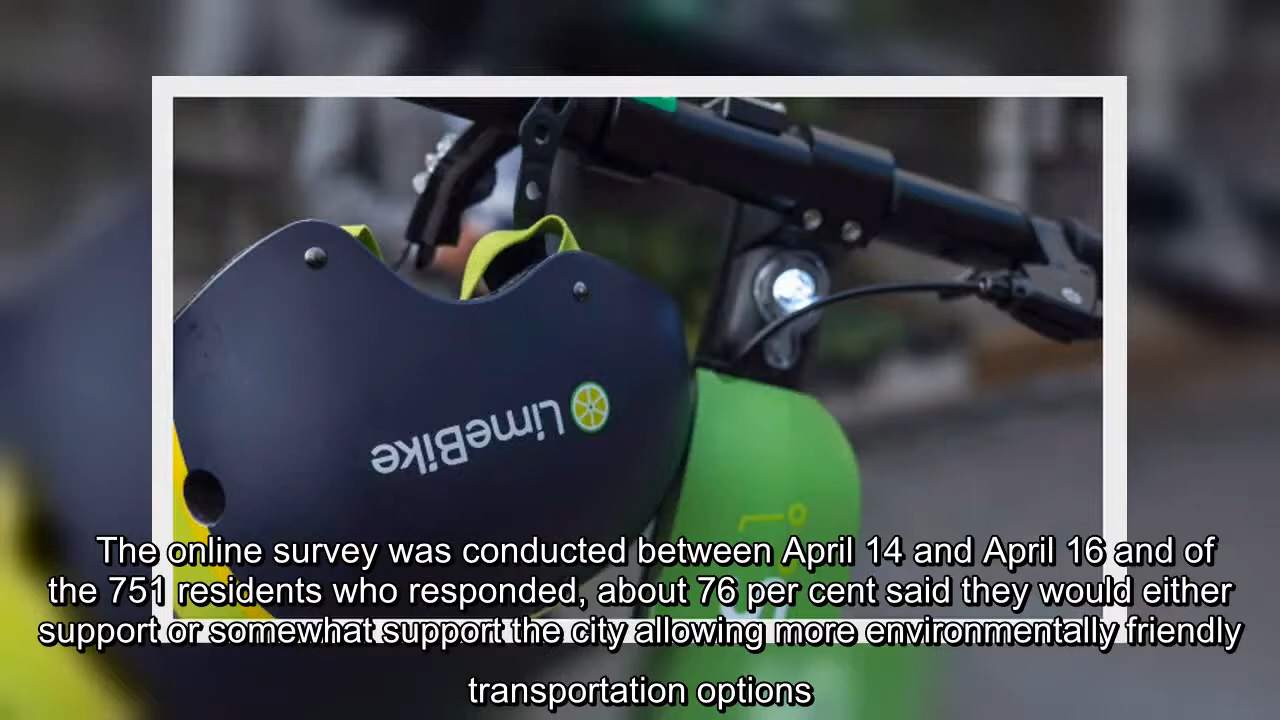 LimeBike
The online survey was conducted between April 14 and April 16 and of
the 751 residents who responded, about 76 per cent said they would either
support or somewhat support the city allowing more environmentally friendly
transportation options